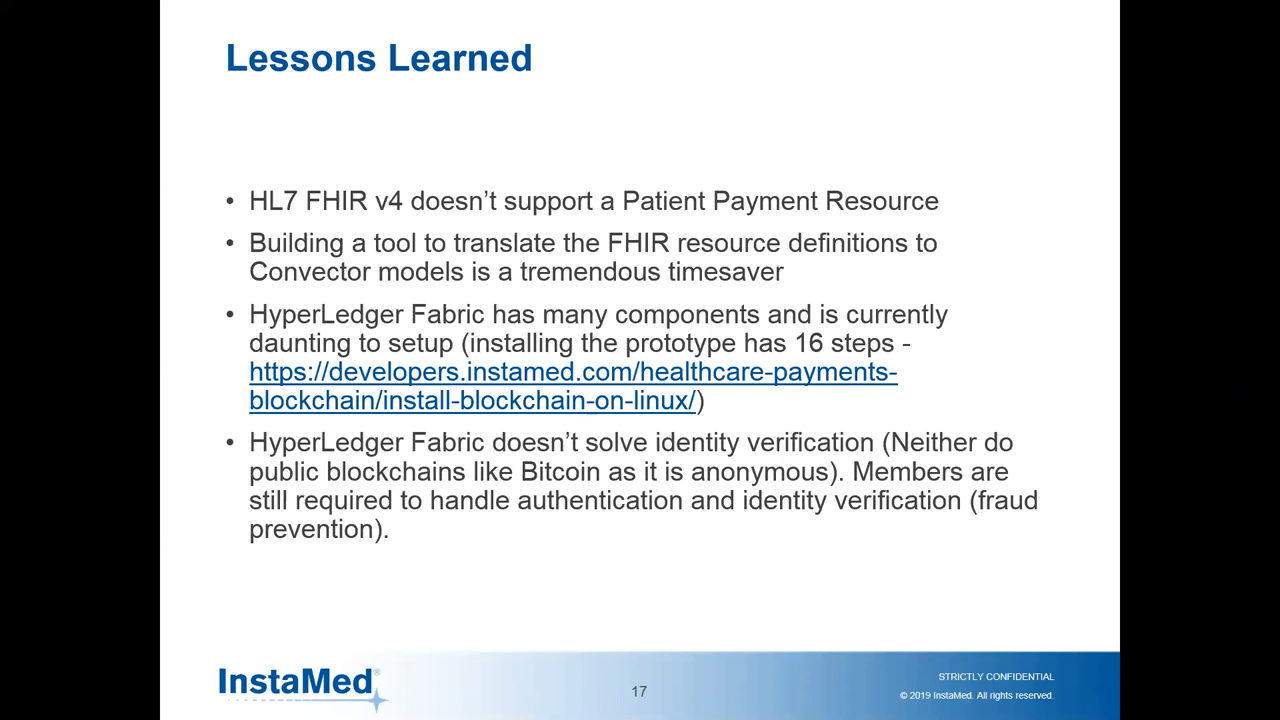 Lessons Learned
• HL7 FHIR v4 doesn’t support a Patient Payment Resource
• Building a tool to translate the FHIR resource definitions to
Convector models is a tremendous timesaver
• HyperLedger Fabric has many components and is currently
daunting to setup (installing the prototype has 16 steps -
https://developers.instamed.com/healthcare-payments-
blockchain/install-blockchain-on-linux/)
• HyperLedger Fabric doesn’t solve identity verification (Neither do
public blockchains like Bitcoin as it is anonymous). Members are
still required to handle authentication and identity verification (fraud
prevention).
InstaMed®
17
STRICTLY CONFIDENTIAL
© 2019 InstaMed. All rights reserved.